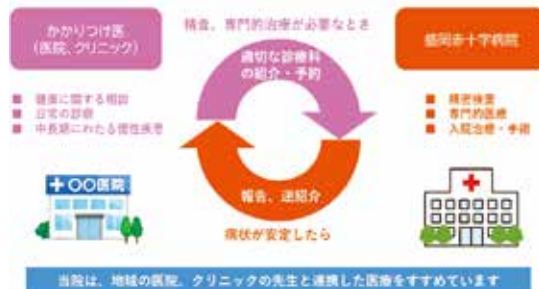 かかりつけ医
(医院、クリニック)
精査、専門的治療が必要なとき
適切な診療科
の紹介・予約
盛岡赤十字病院
■ 健康に関する相談
■ 日常の診察
■ 中長期にわたる慢性疾患
■ 精密検査
■ 専門的医療
■ 入院治療・手術
〇〇医院
報告、逆紹介
病状が安定したら
当院は、地域の医院、クリニックの先生と連携した医療をすすめています